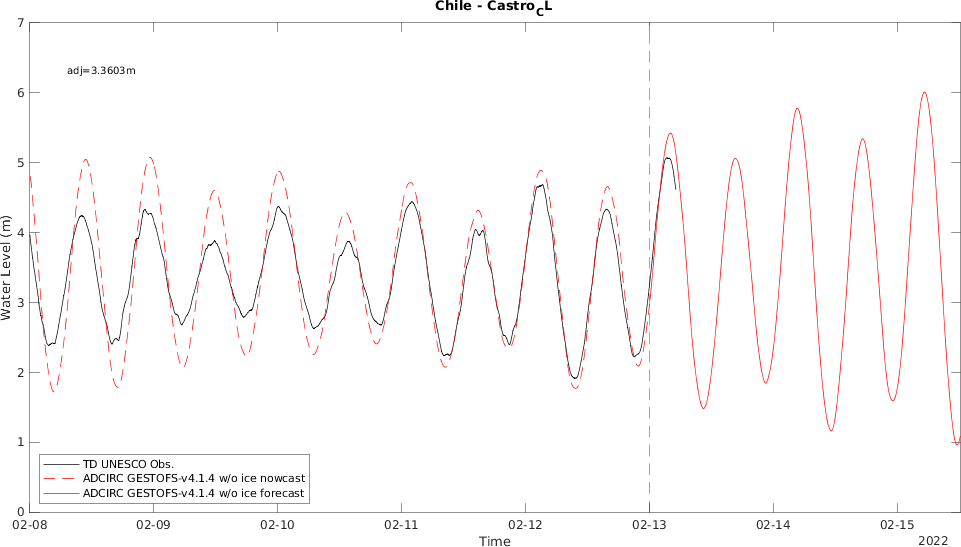 Chile - Castro_CL
7
adj=3.3603m
6
5
4
3
2
1
0
Water Level (m)
TD UNESCO Obs.
ADCIRC GESTOFS-v4.1.4 w/o ice nowcast
ADCIRC GESTOFS-v4.1.4 w/o ice forecast
02-08 02-09 02-10 02-11 02-12 02-13 02-14 02-15
Time
2022